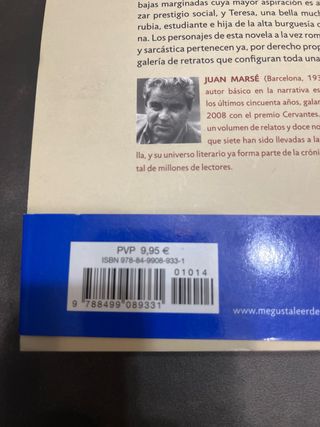 bajas marginadas cuya mayor aspiración es a
zar prestigio social, y Teresa, una bella much
rubia, estudiante e hija de la alta burguesía c
na. Los personajes de esta novela a la vez rom
y sarcástica pertenecen ya, por derecho prop
galería de retratos que configuran toda una
JUAN MARSÉ (Barcelona, 193
autor básico en la narrativa es
los últimos cincuenta años, galar
2008 con el premio Cervantes.
un volumen de relatos y doce no
que siete han sido llevadas a la
lla, y su universo literario ya forma parte de la cróni
tal de millones de lectores.
PVP 9,95 €
ISBN 978-84-9908-933-1
01014
9 788499 089331
www.megustaleerde